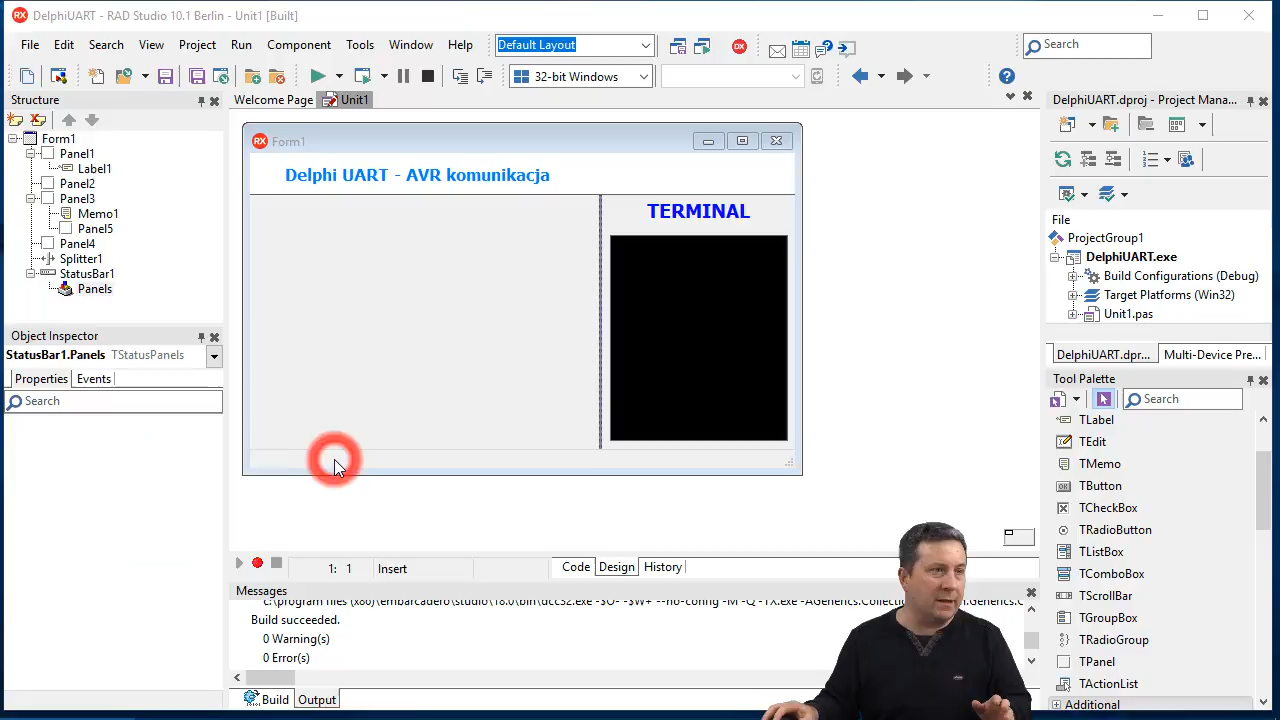 DelphiUART - RAD Studio 10.1 Berlin - Unit1 [Built]
File Edit Search View Project Run Component Tools Window Help
Default Layout
Search
32-bit Windows
Structure
Form1
Panel1
Label1
Panel2
Panel3
Memo1
Panel5
Panel4
Splitter1
StatusBar1
Panels
Object Inspector
StatusBar1.Panels TStatusPanels
Properties Events
Search
Welcome Page Unit1
Form1
Delphi UART - AVR komunikacja
TERMINAL
1: 1 Insert
Code Design History
Messages
Build succeeded.
0 Warning(s)
0 Error(s)
Build Output
DelphiUART.dproj - Project Mana...
File
ProjectGroup1
DelphiUART.exe
Build Configurations (Debug)
Target Platforms (Win32)
Unit1.pas
DelphiUART.dpr... Multi-Device Pre...
Tool Palette
Search
TLabel
TEdit
TMemo
TButton
TCheckBox
TRadioButton
TListBox
TComboBox
TScrollBar
TGroupBox
TRadioGroup
TPanel
TActionList
Additional